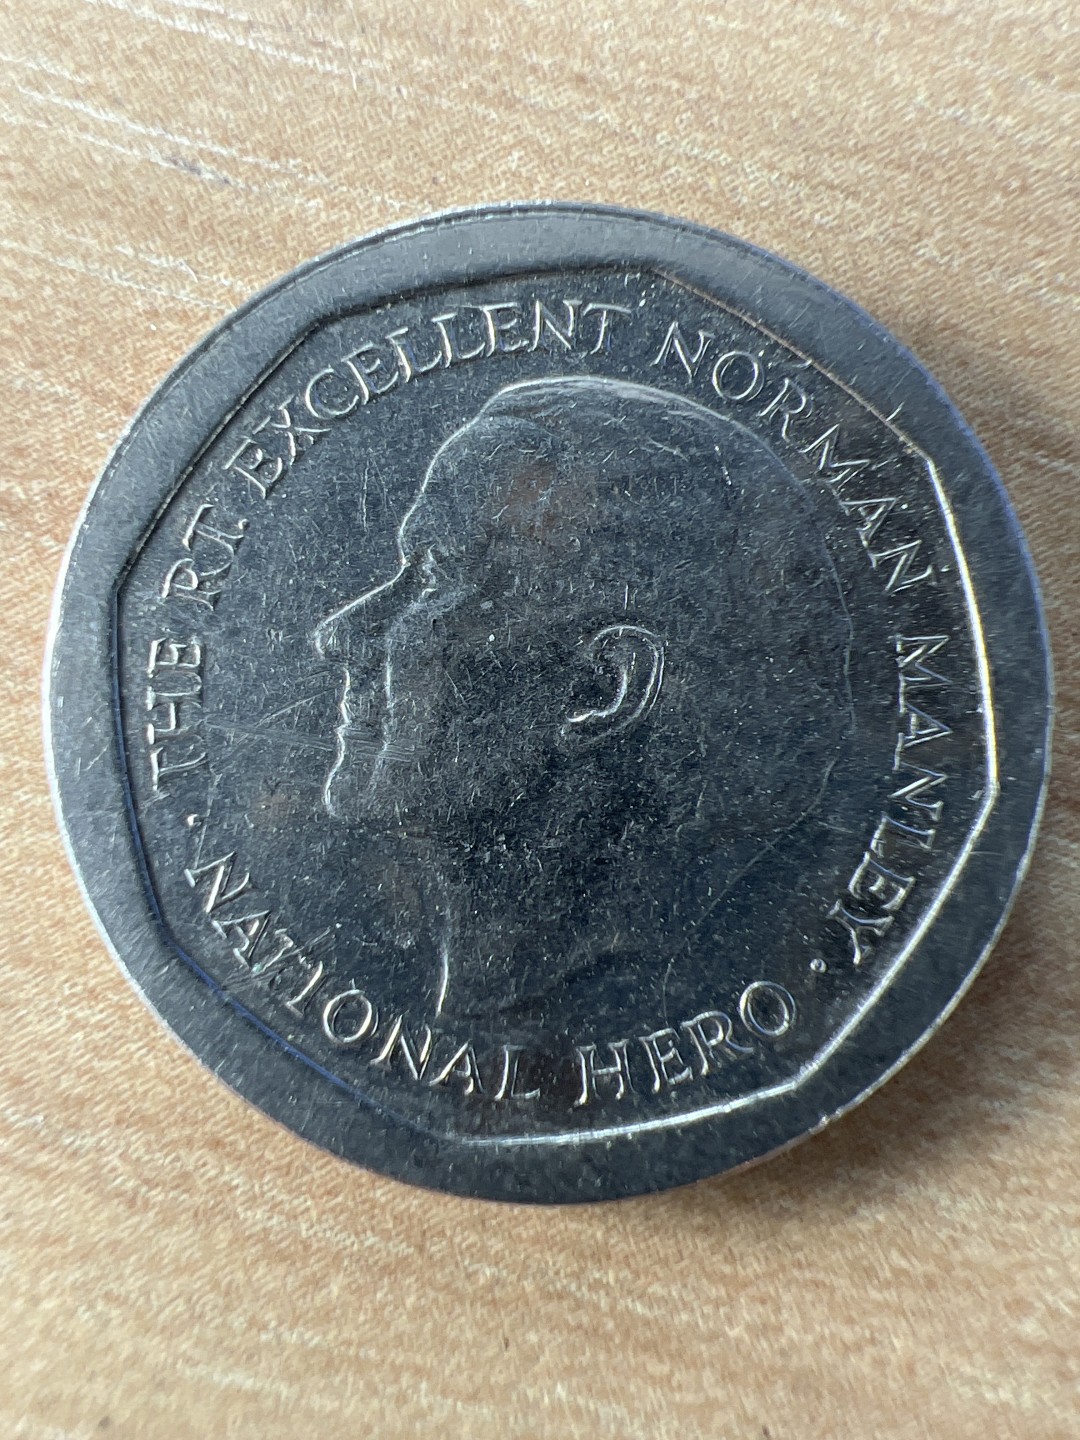 THE RT. EXCELLENT NORMAN MANLEY.
· NATIONAL HERO